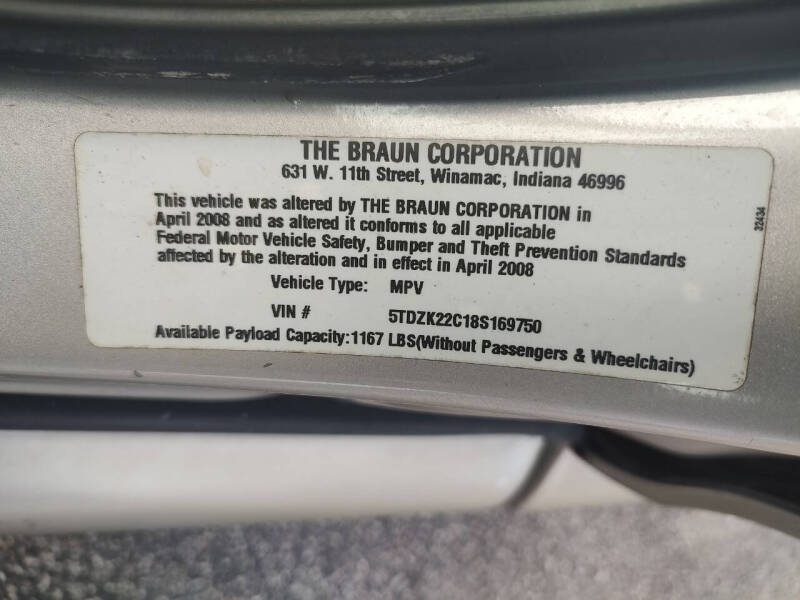 THE BRAUN CORPORATION
631 W. 11th Street, Winamac, Indiana 46996
This vehicle was altered by THE BRAUN CORPORATION in
April 2008 and as altered it conforms to all applicable
Federal Motor Vehicle Safety, Bumper and Theft Prevention Standards
affected by the alteration and in effect in April 2008
Vehicle Type: MPV
VIN # 5TDZK22C18S169750
Available Payload Capacity:1167 LBS(Without Passengers & Wheelchairs)
22434